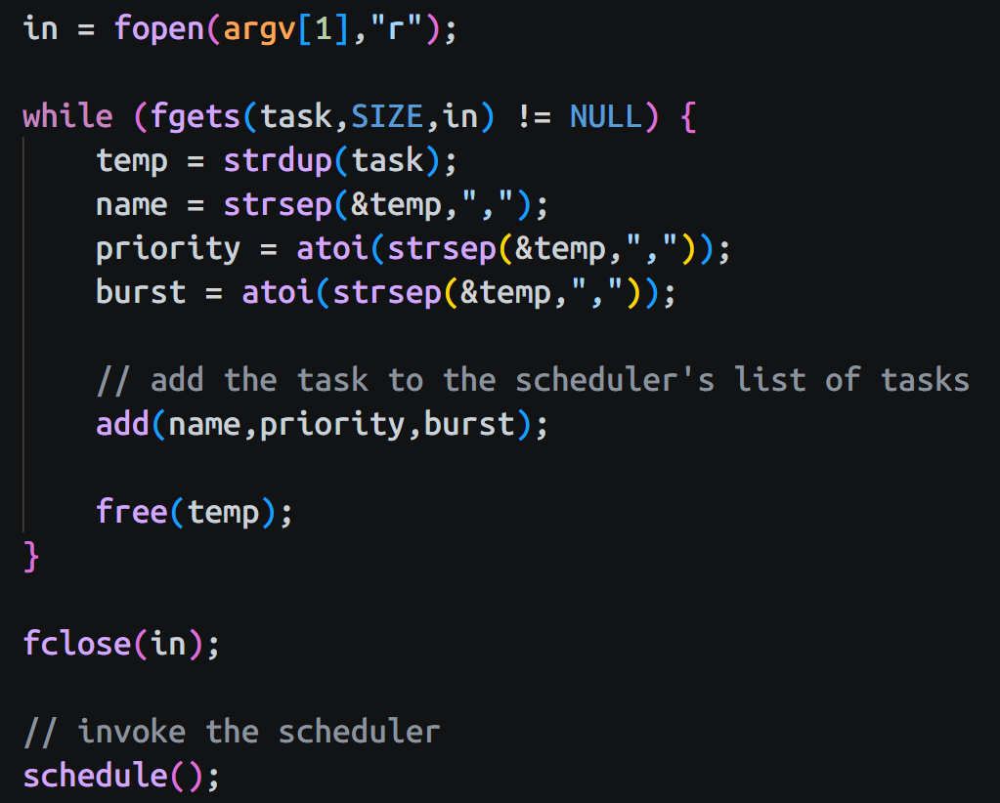 in = fopen(argv[1],"r");
while (fgets(task,SIZE,in) != NULL) {
temp = strdup(task);
name = strsep(&temp,",");
priority = atoi(strsep(&temp,","));
burst = atoi(strsep(&temp,","));
// add the task to the scheduler's list of tasks
add(name,priority,burst);
free(temp);
}
fclose(in);
// invoke the scheduler
schedule();